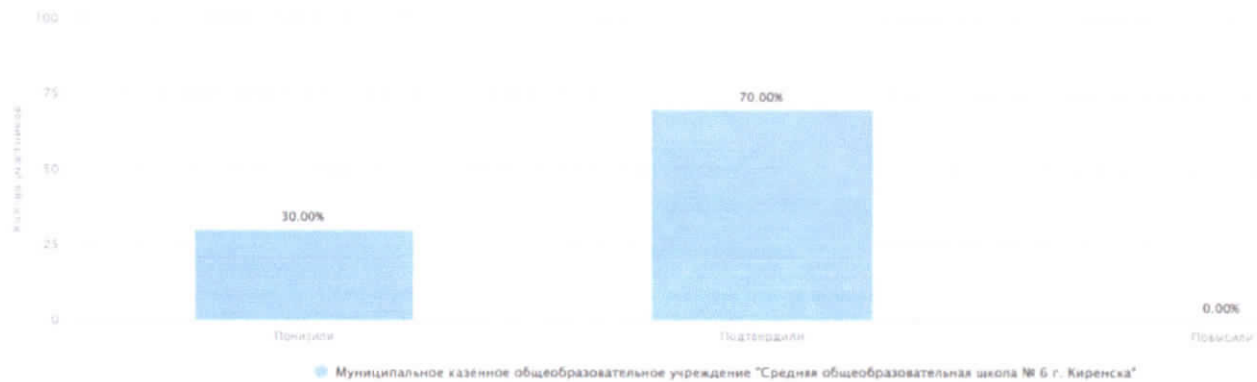 100
75
70.00%
50
30.00%
25
0
0.00%
Понизили
Подтвердили
Повысили
Муниципальное казённое общеобразовательное учреждение "Средняя общеобразовательная школа № 6 г. Киренска"